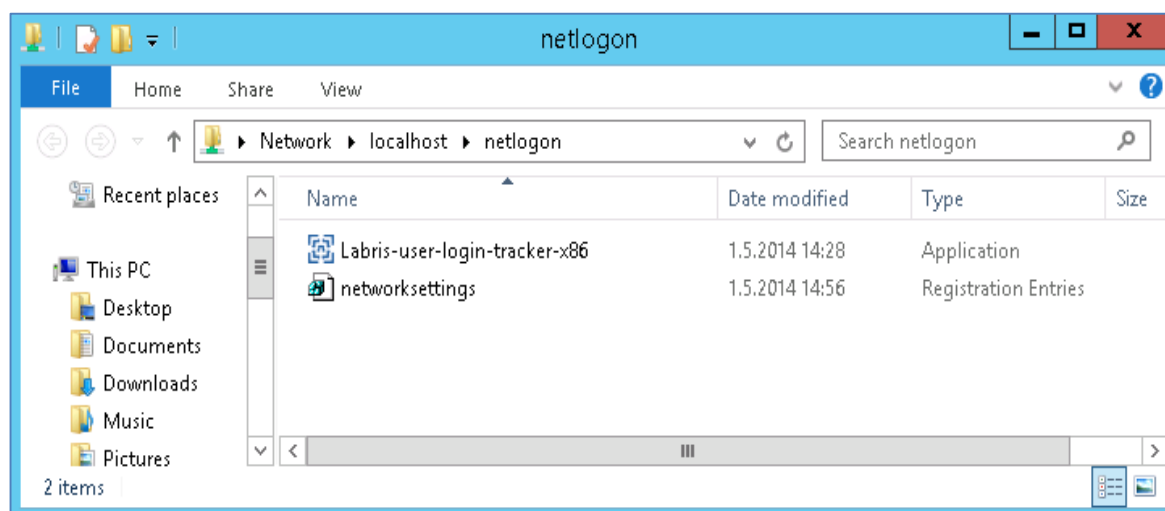 netlogon
File Home Share View
Network localhost netlogon Search netlogon
Recent places
This PC
Desktop
Documents
Downloads
Music
Pictures
Name Date modified Type Size
Labris-user-login-tracker-x86 1.5.2014 14:28 Application
networksettings 1.5.2014 14:56 Registration Entries
2 items